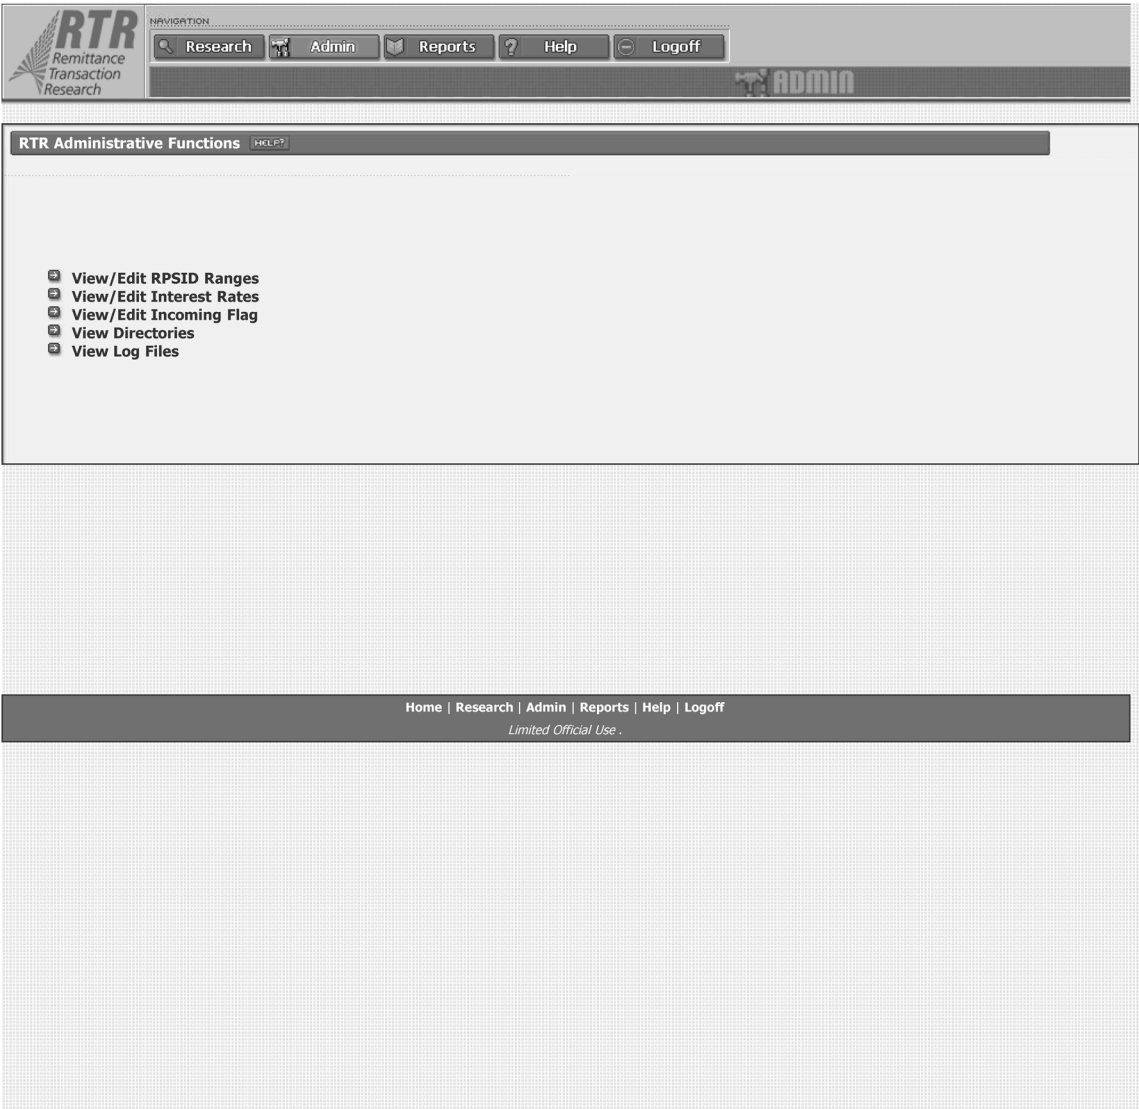 RTR
Remittance
Transaction
Research
NAVIGATION
Research Admin Reports Help Logoff
ADMIN
RTR Administrative Functions HELP?
View/Edit RPSID Ranges
View/Edit Interest Rates
View/Edit Incoming Flag
View Directories
View Log Files
Home | Research | Admin | Reports | Help | Logoff
Limited Official Use .